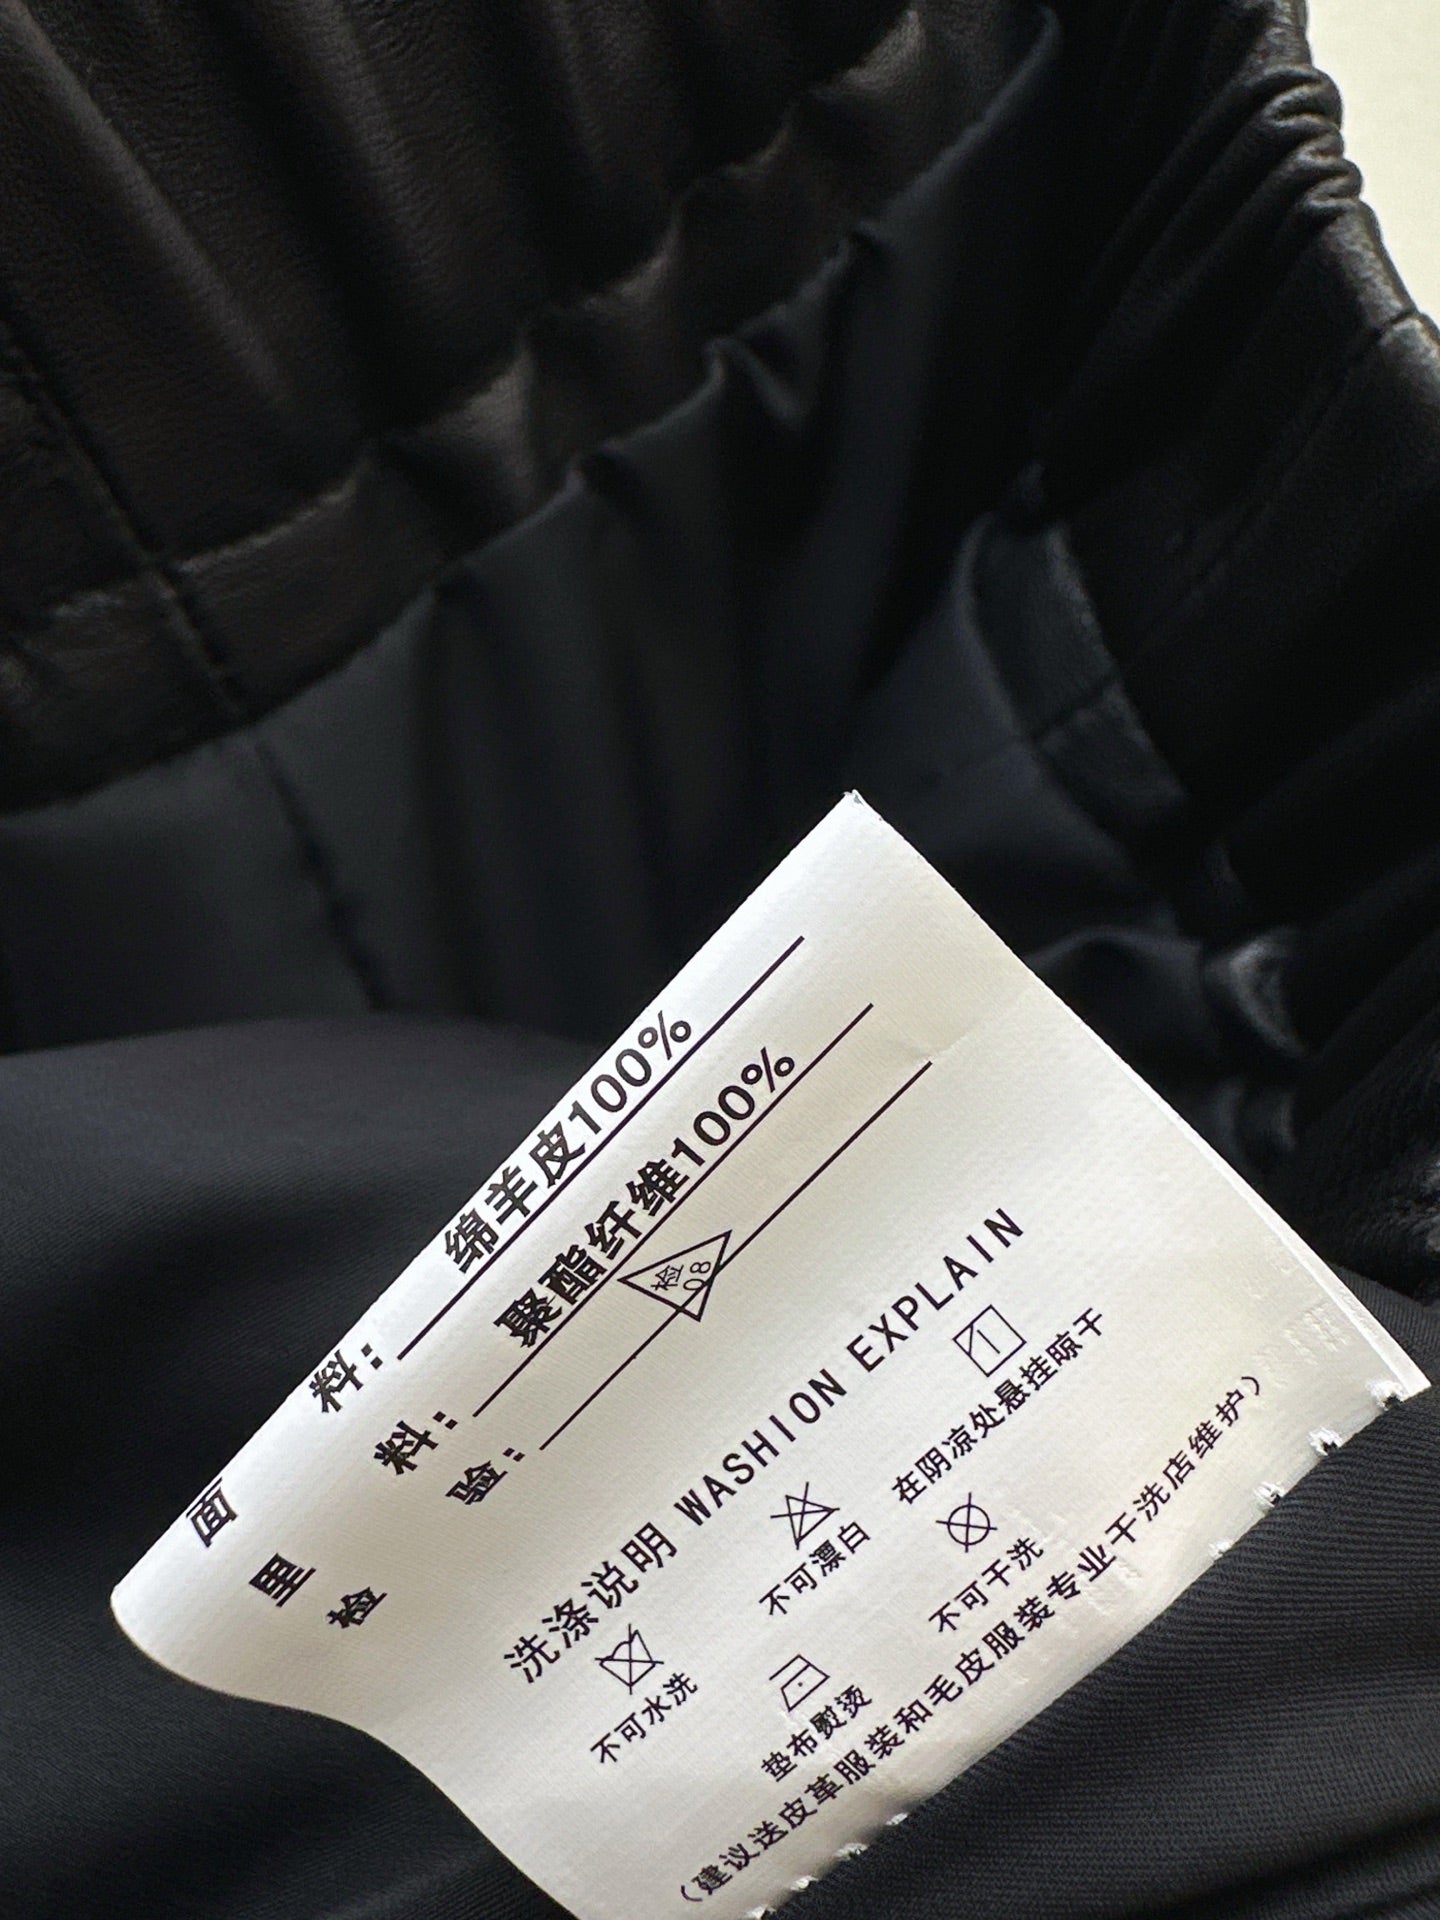 面 料：绵羊皮100%
里 料：聚酯纤维100%
检 验：检 08
洗涤说明 WASHION EXPLAIN
不可水洗 不可漂白 在阴凉处悬挂晾干
垫布熨烫 不可干洗
（建议送皮革服装和毛皮服装专业干洗店维护）